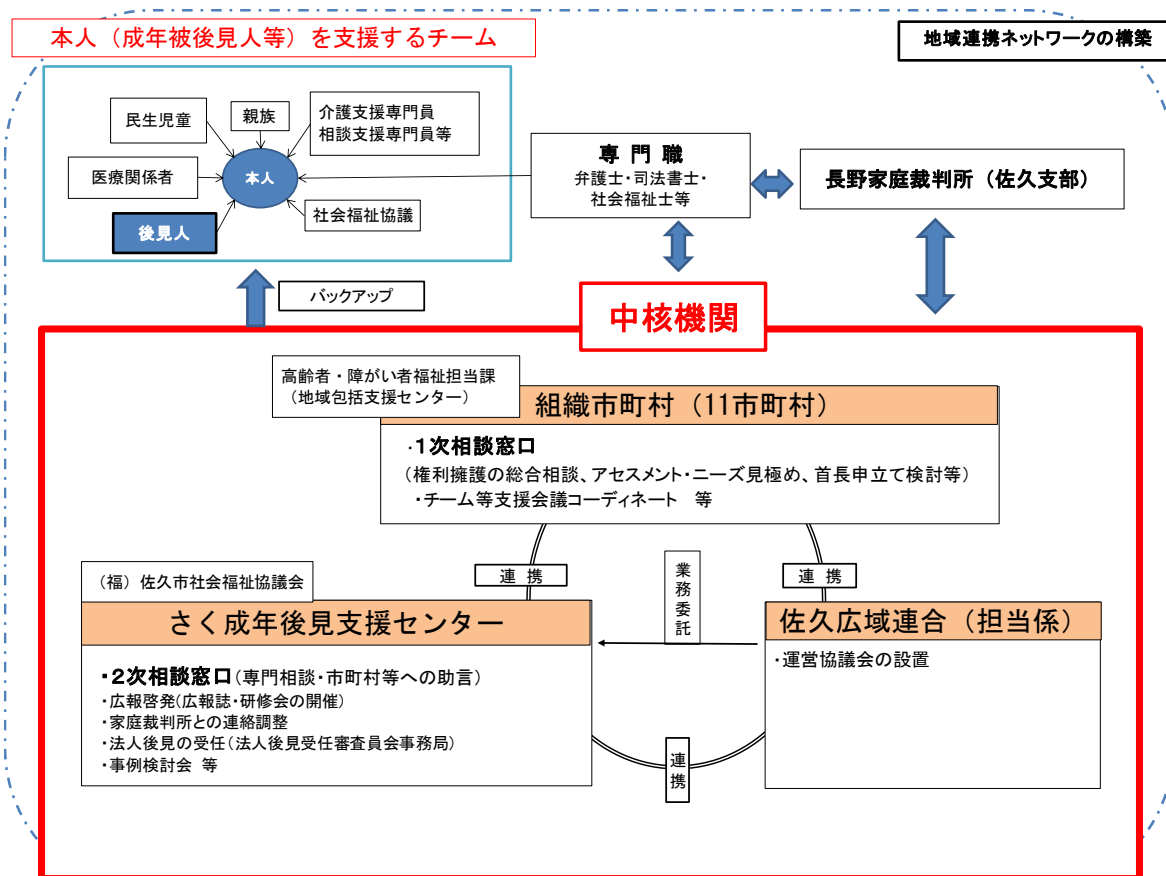 本人（成年被後見人等）を支援するチーム
地域連携ネットワークの構築
民生児童
親族
介護支援専門員
相談支援専門員等
医療関係者
本人
後見人
社会福祉協議
専 門 職
弁護士・司法書士・
社会福祉士等
長野家庭裁判所（佐久支部）
バックアップ
中核機関
高齢者・障がい者福祉担当課
（地域包括支援センター）
組織市町村（11市町村）
・１次相談窓口
（権利擁護の総合相談、アセスメント・ニーズ見極め、首長申立て検討等）
・チーム等支援会議コーディネート　等
連 携
業務委託
連 携
（福）佐久市社会福祉協議会
さく成年後見支援センター
・２次相談窓口（専門相談・市町村等への助言）
・広報啓発（広報誌・研修会の開催）
・家庭裁判所との連絡調整
・法人後見の受任（法人後見受任審査員会事務局）
・事例検討会 等
佐久広域連合（担当係）
・運営協議会の設置
連携